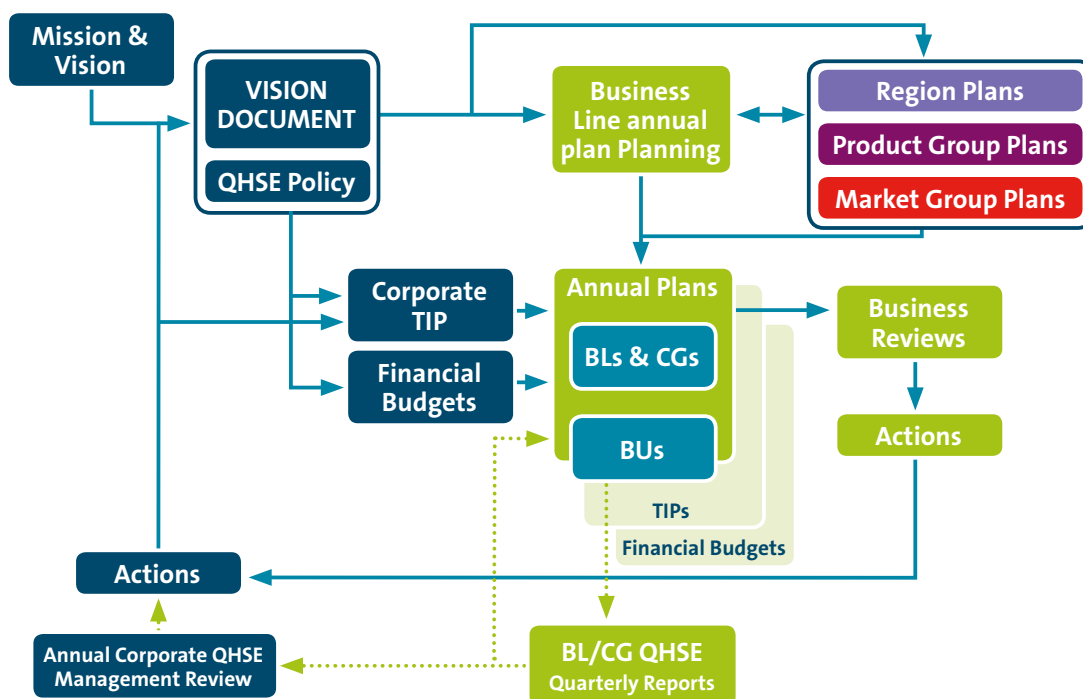 Mission &
Vision
VISION
DOCUMENT
QHSE Policy
Business
Line annual
plan Planning
Region Plans
Product Group Plans
Market Group Plans
Corporate
TIP
Financial
Budgets
Annual Plans
BLs & CGs
BUs
TIPs
Financial Budgets
Business
Reviews
Actions
Actions
Annual Corporate QHSE
Management Review
BL/CG QHSE
Quarterly Reports